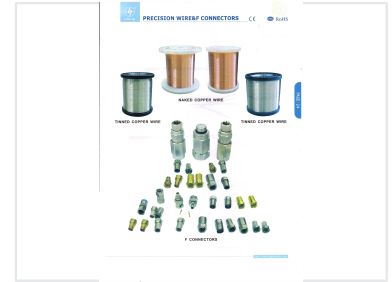 PRECISION WIRE&F CONNECTORS
CE
RoHS
NAKED COPPER WIRE
TINNED COPPER WIRE
TINNED COPPER WIRE
F CONNECTORS